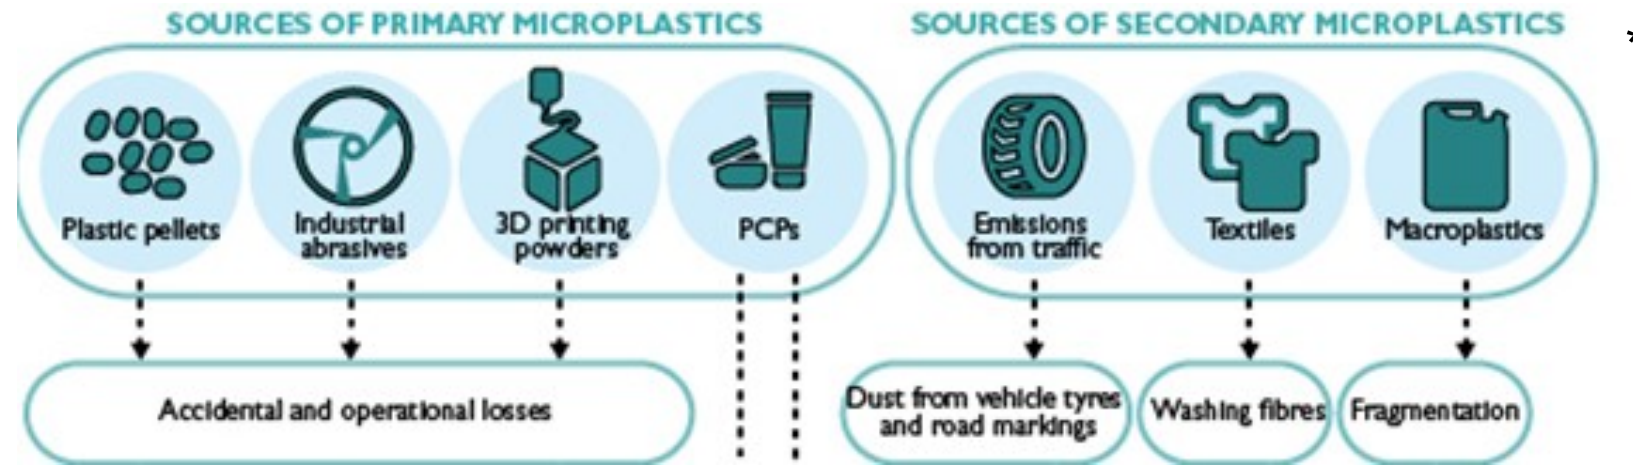 SOURCES OF PRIMARY MICROPLASTICS
SOURCES OF SECONDARY MICROPLASTICS
*
Plastic pellets
Industrial
abrasives
3D printing
powders
PCPs
Emissions
from traffic
Textiles
Macroplastics
Accidental and operational losses
Dust from vehicle tyres
and road markings
Washing fibres
Fragmentation